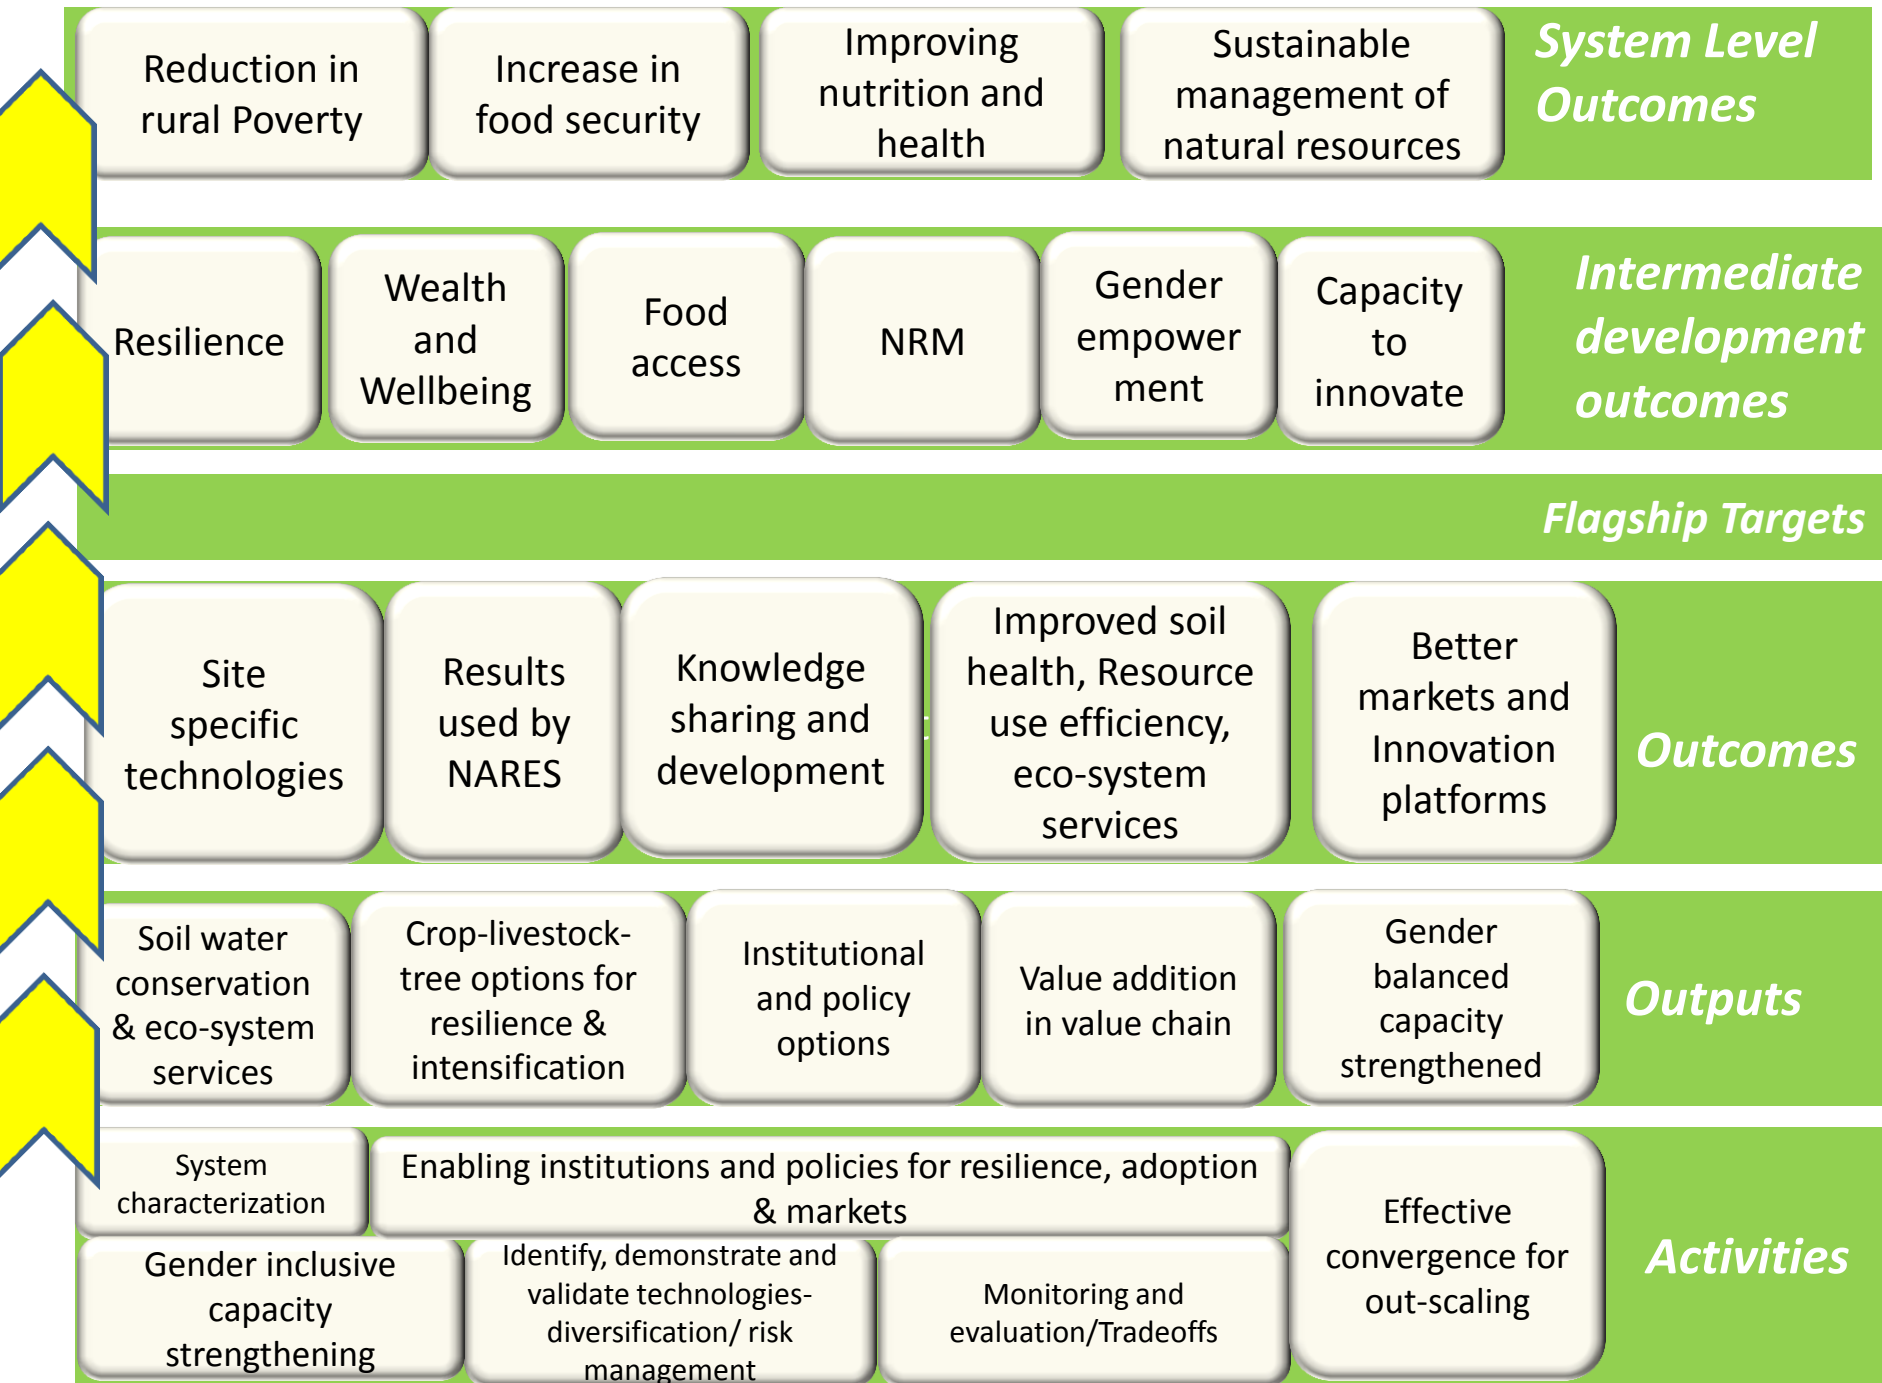 Reduction in
rural Poverty
Increase in
food security
Improving
nutrition and
health
Sustainable
management of
natural resources
System Level
Outcomes
Resilience
Wealth
and
Wellbeing
Food
access
NRM
Gender
empower
ment
Capacity
to
innovate
Intermediate
development
outcomes
Flagship Targets
Site
specific
technologies
Results
used by
NARES
Knowledge
sharing and
development
Improved soil
health, Resource
use efficiency,
eco-system
services
Better
markets and
Innovation
platforms
Outcomes
Soil water
conservation
& eco-system
services
Crop-livestock-
tree options for
resilience &
intensification
Institutional
and policy
options
Value addition
in value chain
Gender
balanced
capacity
strengthened
Outputs
System
characterization
Enabling institutions and policies for resilience, adoption
& markets
Gender inclusive
capacity
strengthening
Identify, demonstrate and
validate technologies-
diversification/ risk
management
Monitoring and
evaluation/Tradeoffs
Effective
convergence for
out-scaling
Activities